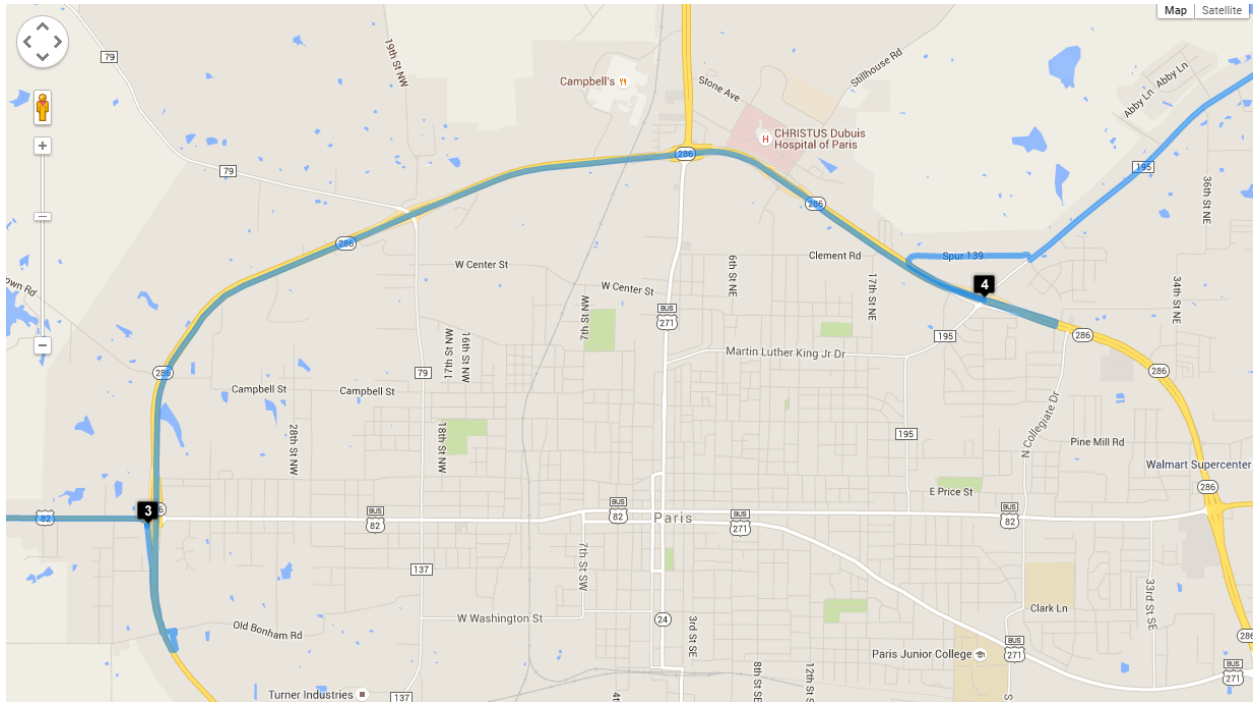 Map
Satellite
79
19th St NW
Campbell's
Stone Ave
Stillhouse Rd
Abby Ln
Abby Ln
CHRISTUS Dubuis
Hospital of Paris
286
79
195
36th St NE
286
286
W Center St
6th St NE
Clement Rd
Spur 139
17th St NE
34th St NE
4
W Center St
7th St NW
BUS
271
195
286
Martin Luther King Jr Dr
16th St NW
17th St NW
286
79
286
Campbell St
Campbell St
N Collegiate Dr
28th St NW
18th St NW
195
Pine Mill Rd
Walmart Supercenter
E Price St
286
3
82
BUS
82
BUS
82
Paris
BUS
271
BUS
82
7th St SW
137
33rd St SE
W Washington St
Clark Ln
Old Bonham Rd
24
3rd St SE
286
BUS
271
Paris Junior College
8th St SE
12th St SE
BUS
271
Turner Industries
137